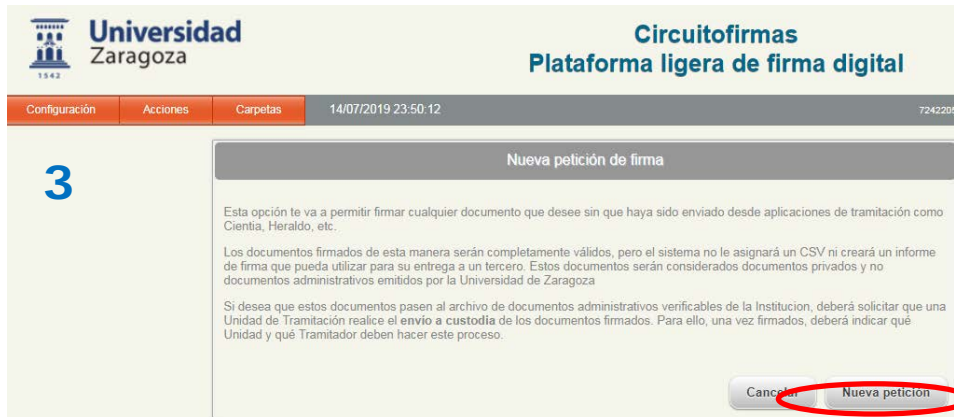 Universidad
Zaragoza
1542
Circuitofirmas
Plataforma ligera de firma digital
Configuración Acciones Carpetas 14/07/2019 23:50:12 7242205
3
Nueva petición de firma
Esta opción te va a permitir firmar cualquier documento que desee sin que haya sido enviado desde aplicaciones de tramitación como
Cientia, Heraldo, etc.
Los documentos firmados de esta manera serán completamente válidos, pero el sistema no le asignará un CSV ni creará un informe
de firma que pueda utilizar para su entrega a un tercero. Estos documentos serán considerados documentos privados y no
documentos administrativos emitidos por la Universidad de Zaragoza
Si desea que estos documentos pasen al archivo de documentos administrativos verificables de la Institucion, deberá solicitar que una
Unidad de Tramitación realice el envío a custodia de los documentos firmados. Para ello, una vez firmados, deberá indicar qué
Unidad y qué Tramitador deben hacer este proceso.
Cancelar Nueva petición